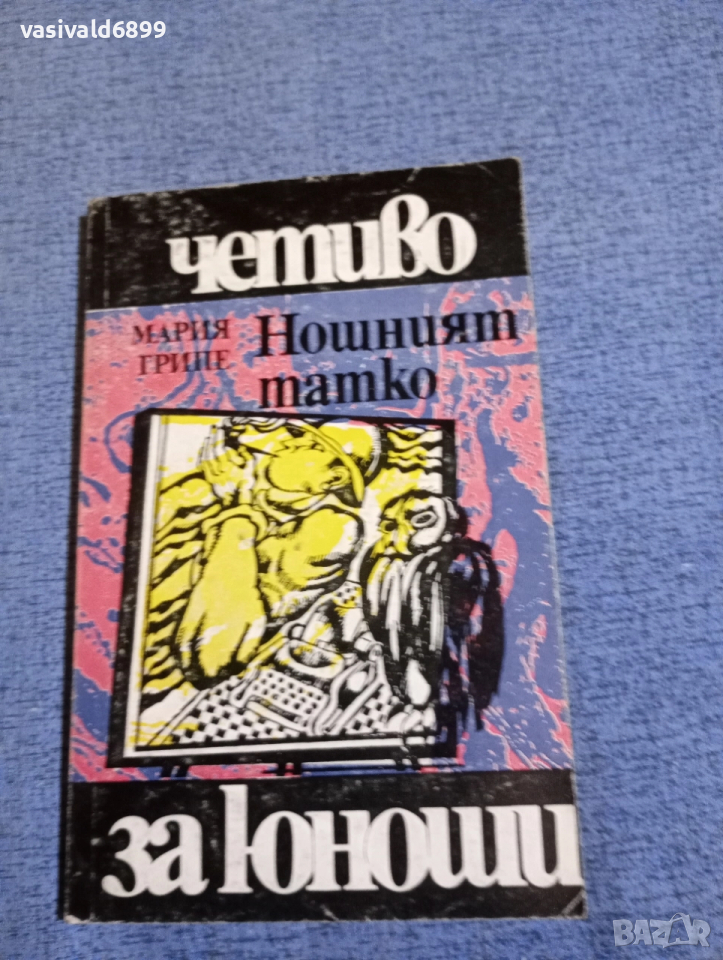 vasivald6899
четиво
МАРИЯ
ГРИПЕ
Нощният
татко
за юноши
BAZAR